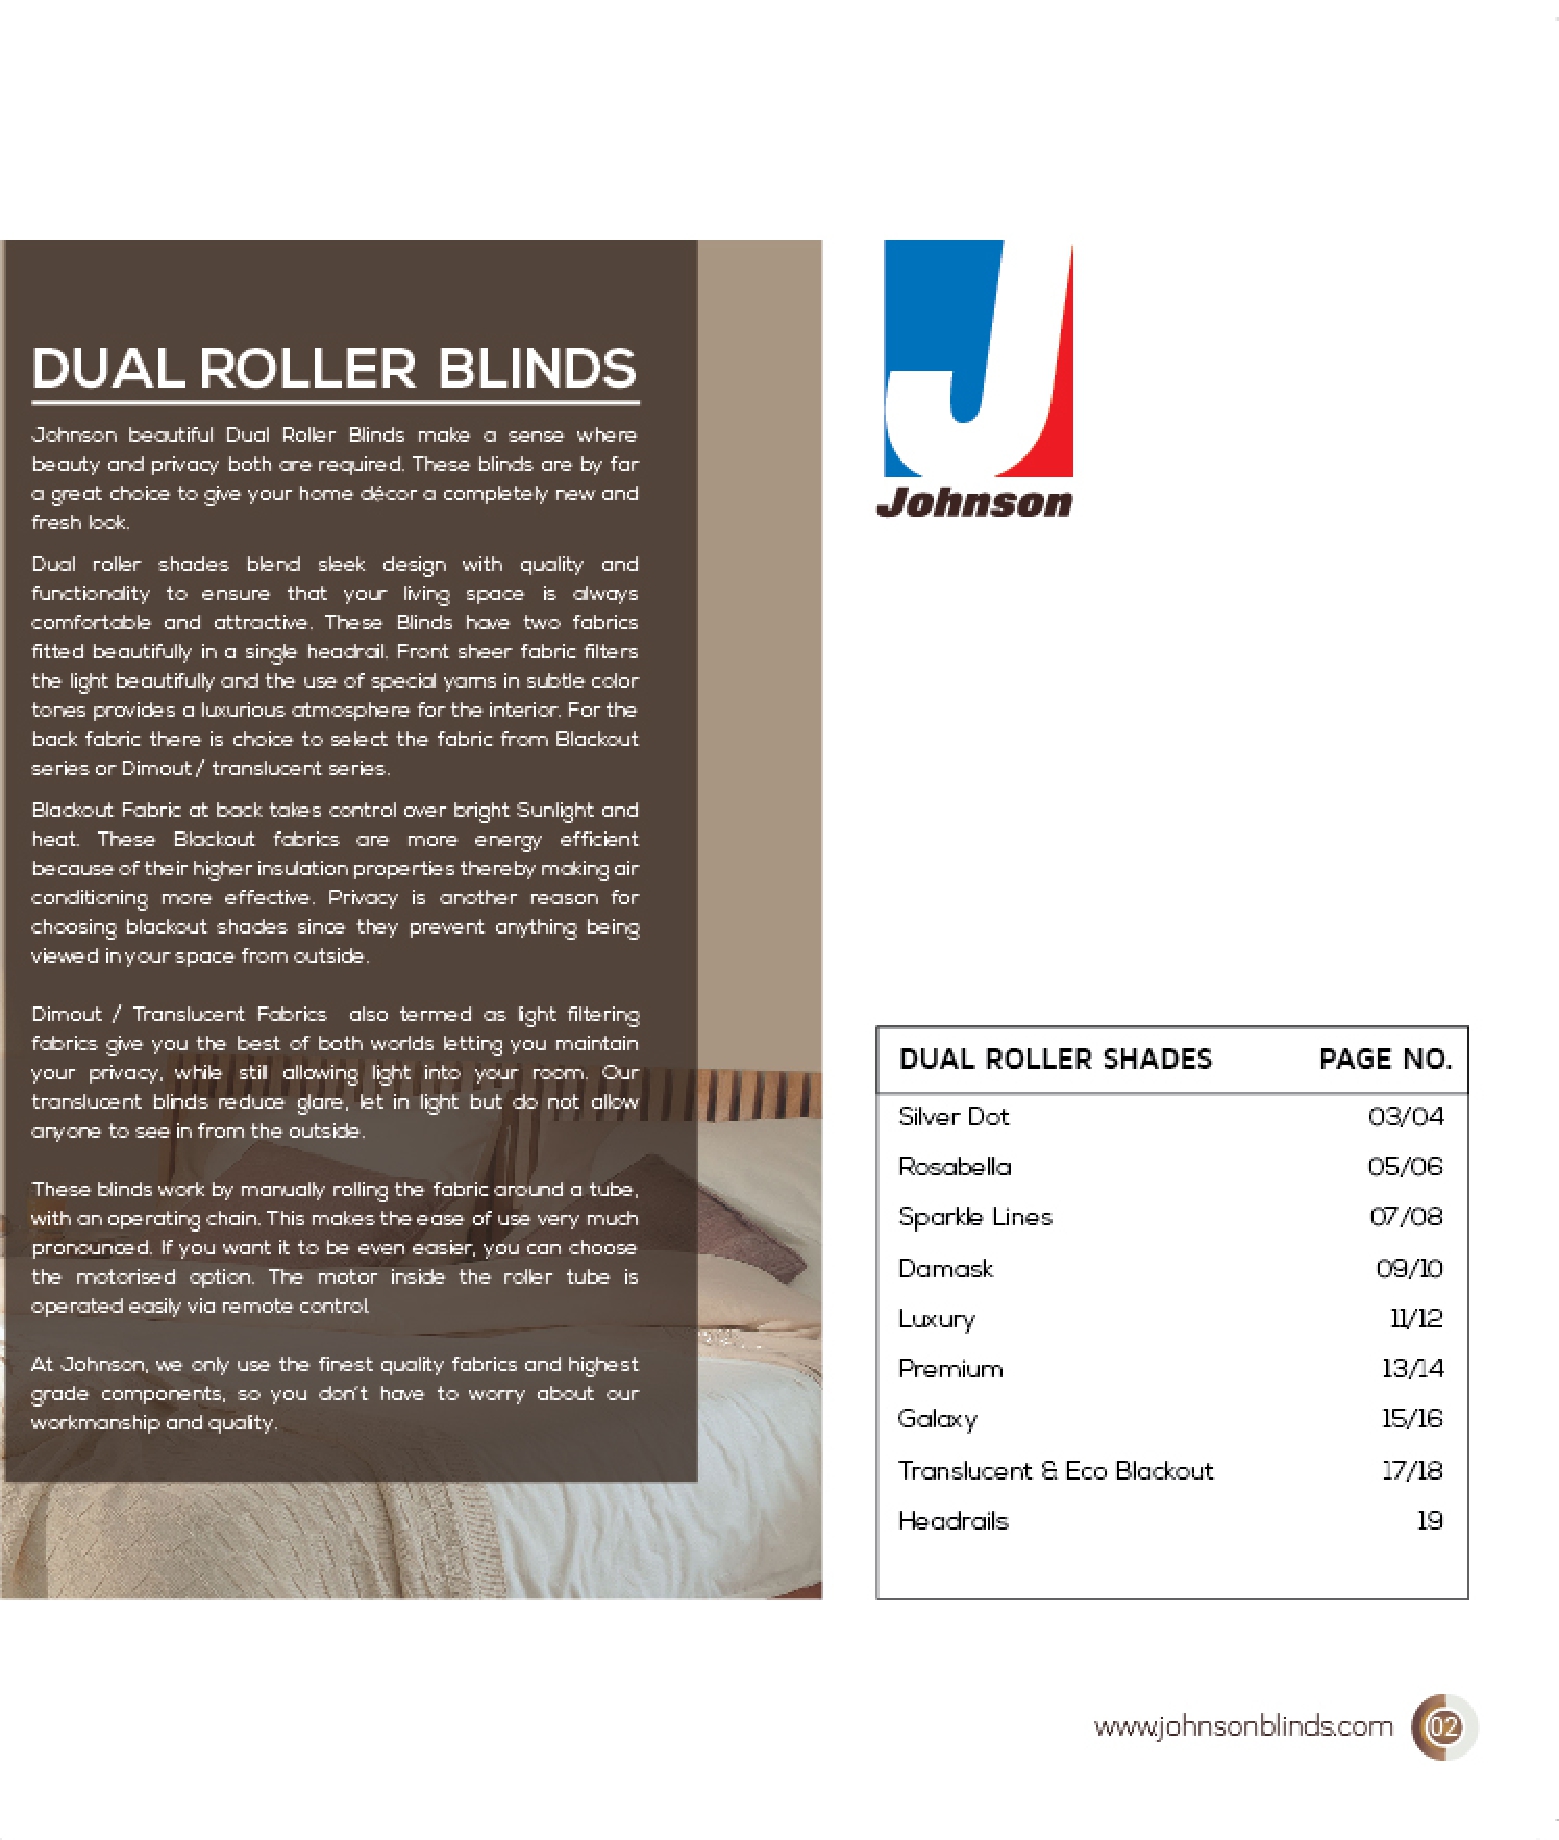 DUAL ROLLER BLINDS
Johnson beautiful Dual Roller Blinds make a sense where
beauty and privacy both are required. These blinds are by far
a great choice to give your home décor a completely new and
fresh look.
Dual roller shades blend sleek design with quality and
functionality to ensure that your living space is always
comfortable and attractive. These Blinds have two fabrics
fitted beautifully in a single headrail. Front sheer fabric filters
the light beautifully and the use of special yarns in subtle color
tones provides a luxurious atmosphere for the interior. For the
back fabric there is choice to select the fabric from Blackout
series or Dimout / translucent series.
Blackout Fabric at back takes control over bright Sunlight and
heat. These Blackout fabrics are more energy efficient
because of their higher insulation properties thereby making air
conditioning more effective. Privacy is another reason for
choosing blackout shades since they prevent anything being
viewed in your space from outside.
Dimout / Translucent Fabrics also termed as light filtering
fabrics give you the best of both worlds letting you maintain
your privacy, while still allowing light into your room. Our
translucent blinds reduce glare, let in light but do not allow
anyone to see in from the outside.
These blinds work by manually rolling the fabric around a tube,
with an operating chain. This makes the ease of use very much
pronounced. If you want it to be even easier, you can choose
the motorised option. The motor inside the roller tube is
operated easily via remote control.
At Johnson, we only use the finest quality fabrics and highest
grade components, so you don't have to worry about our
workmanship and quality.
J
Johnson
DUAL ROLLER SHADES PAGE NO.
Silver Dot 03/04
Rosabella 05/06
Sparkle Lines 07/08
Damask 09/10
Luxury 11/12
Premium 13/14
Galaxy 15/16
Translucent & Eco Blackout 17/18
Headrails 19
www.johnsonblinds.com 02